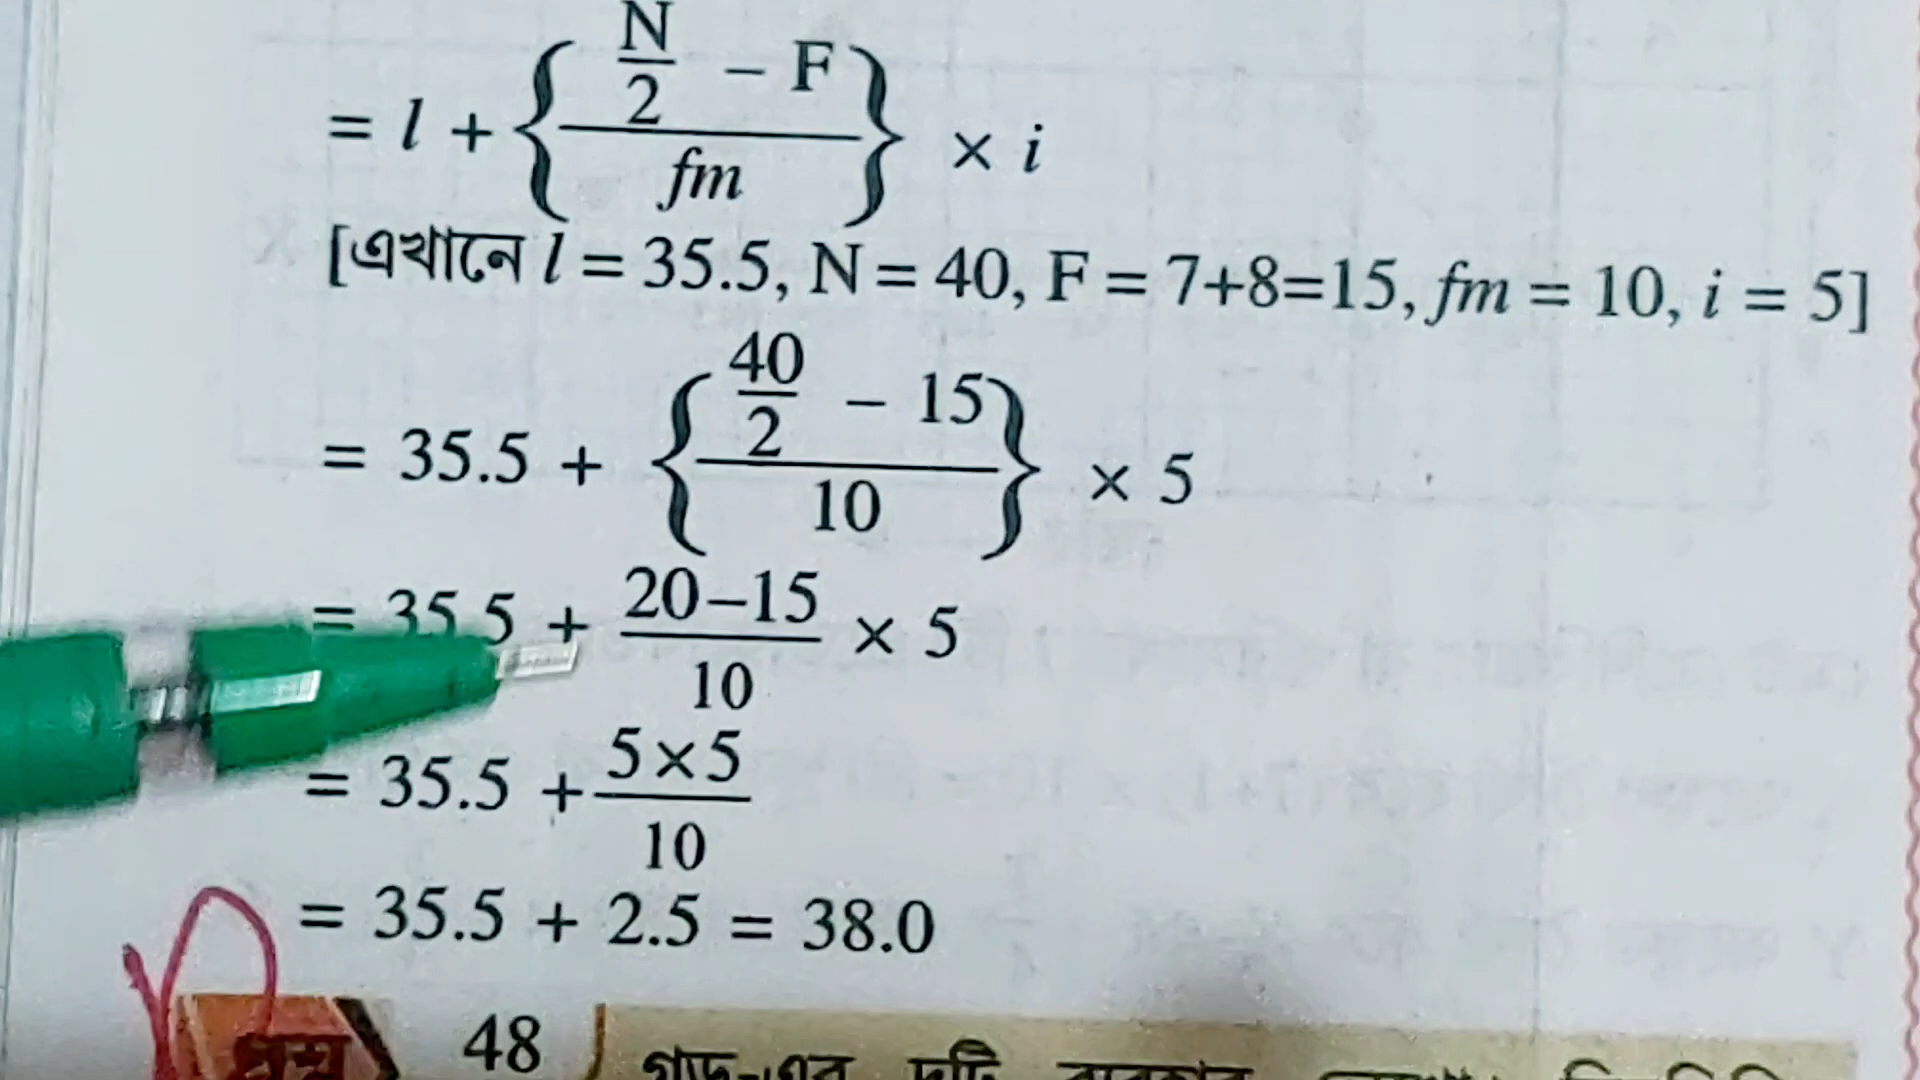 = l + { (N/2 – F) / fm } × i
[এখানে l = 35.5, N = 40, F = 7+8=15, fm = 10, i = 5]
= 35.5 + { (40/2 – 15) / 10 } × 5
= 35.5 + (20–15)/10 × 5
= 35.5 + (5×5)/10
= 35.5 + 2.5 = 38.0
প্রশ্ন 48 দুটি